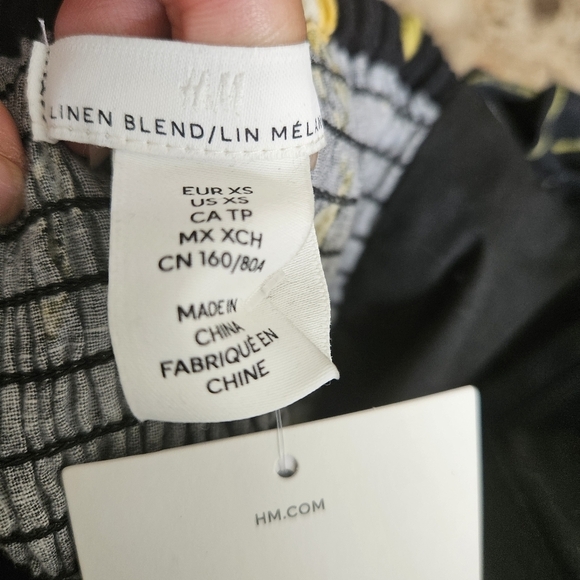 H&M
LINEN BLEND/LIN MÉLAN
EUR XS
US XS
CA TP
MX XCH
CN 160/80A
MADE IN
CHINA
FABRIQUÉ EN
CHINE
HM.COM